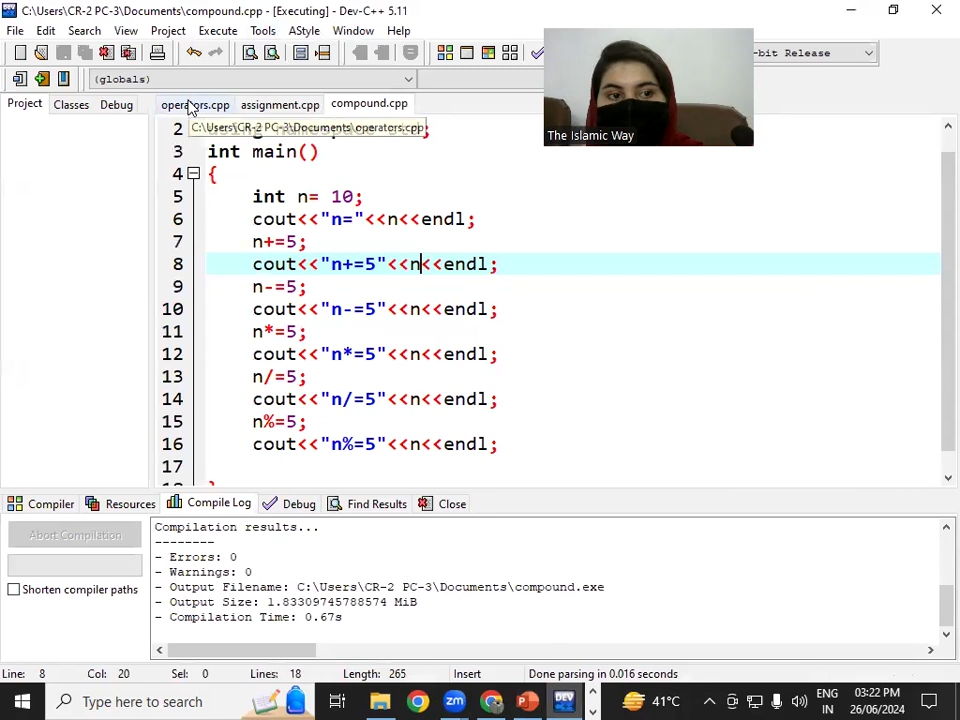 C:\Users\CR-2 PC-3\Documents\compound.cpp - [Executing] - Dev-C++ 5.11
File Edit Search View Project Execute Tools AStyle Window Help
-bit Release
(globals)
Project Classes Debug operators.cpp assignment.cpp compound.cpp
The Islamic Way
C:\Users\CR-2 PC-3\Documents\operators.cpp
2 ;
3 int main()
4 {
5 int n= 10;
6 cout<<"n="<<n<<endl;
7 n+=5;
8 cout<<"n+=5"<<n<<endl;
9 n-=5;
10 cout<<"n-=5"<<n<<endl;
11 n*=5;
12 cout<<"n*=5"<<n<<endl;
13 n/=5;
14 cout<<"n/=5"<<n<<endl;
15 n%=5;
16 cout<<"n%=5"<<n<<endl;
17
Compiler Resources Compile Log Debug Find Results Close
Abort Compilation
Shorten compiler paths
Compilation results...
--------
- Errors: 0
- Warnings: 0
- Output Filename: C:\Users\CR-2 PC-3\Documents\compound.exe
- Output Size: 1.83309745788574 MiB
- Compilation Time: 0.67s
Line: 8 Col: 20 Sel: 0 Lines: 18 Length: 265 Insert Done parsing in 0.016 seconds
Type here to search
zm
DEV
41°C
ENG
IN
03:22 PM
26/06/2024